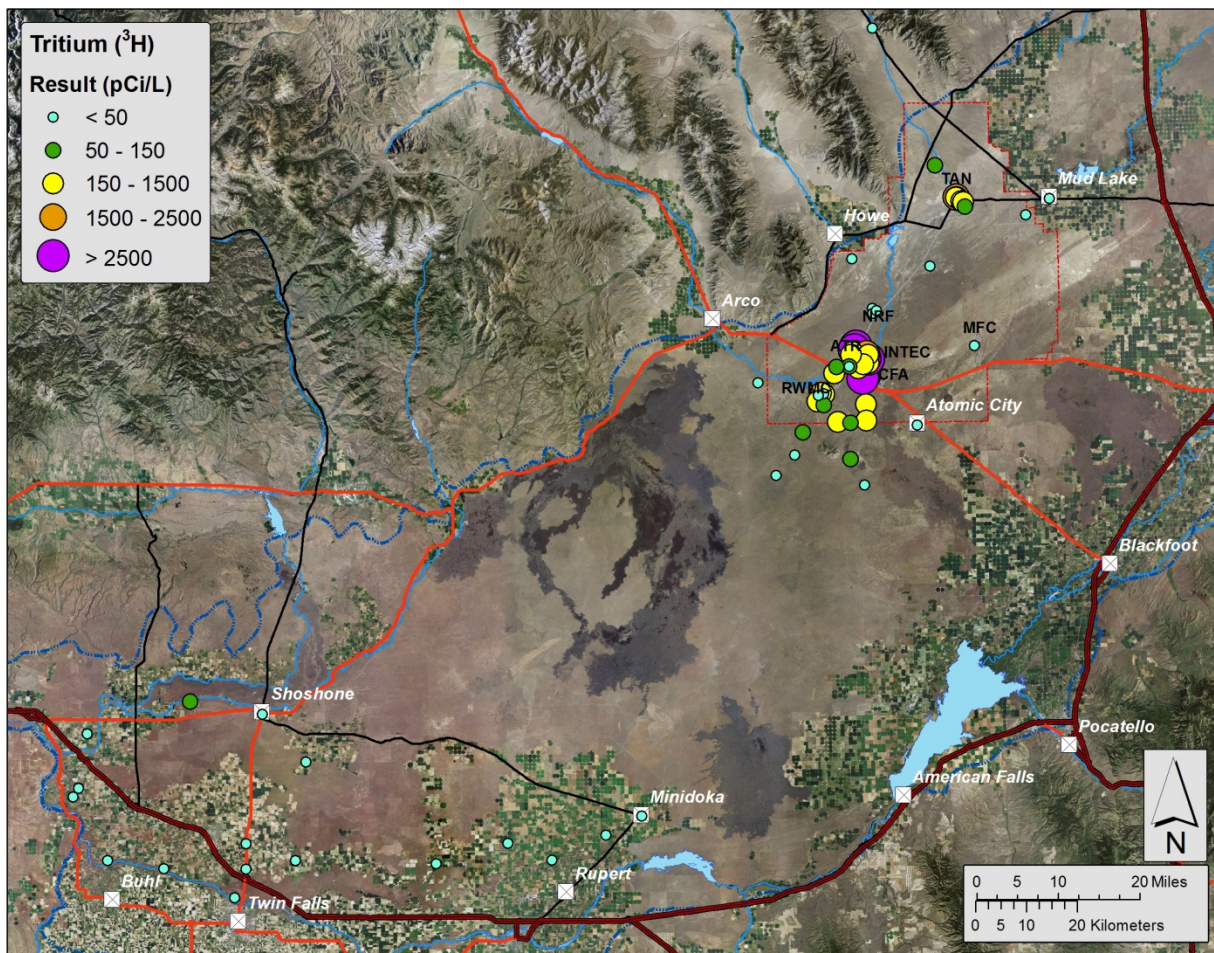 Tritium (³H)
Result (pCi/L)
< 50
50 - 150
150 - 1500
1500 - 2500
> 2500
TAN
Mud Lake
Howe
Arco
NRF
MFC
ATR
INTEC
CFA
RWMC
Atomic City
Blackfoot
Shoshone
Pocatello
American Falls
Minidoka
Rupert
Buhl
Twin Falls
N
0 5 10 20 Miles
0 5 10 20 Kilometers